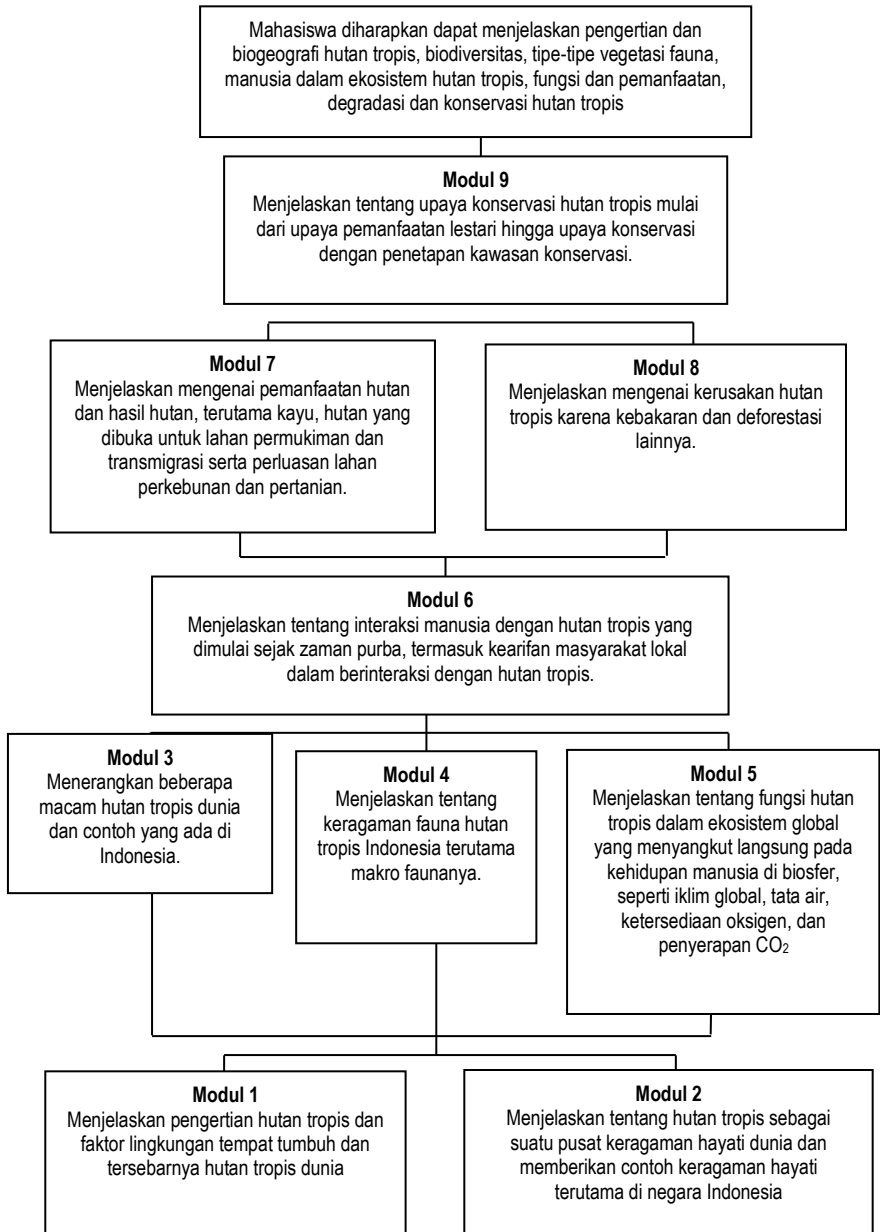 Mahasiswa diharapkan dapat menjelaskan pengertian dan
biogeografi hutan tropis, biodiversitas, tipe-tipe vegetasi fauna,
manusia dalam ekosistem hutan tropis, fungsi dan pemanfaatan,
degradasi dan konservasi hutan tropis
Modul 9
Menjelaskan tentang upaya konservasi hutan tropis mulai
dari upaya pemanfaatan lestari hingga upaya konservasi
dengan penetapan kawasan konservasi.
Modul 7
Menjelaskan mengenai pemanfaatan hutan
dan hasil hutan, terutama kayu, hutan yang
dibuka untuk lahan permukiman dan
transmigrasi serta perluasan lahan
perkebunan dan pertanian.
Modul 8
Menjelaskan mengenai kerusakan hutan
tropis karena kebakaran dan deforestasi
lainnya.
Modul 6
Menjelaskan tentang interaksi manusia dengan hutan tropis yang
dimulai sejak zaman purba, termasuk kearifan masyarakat lokal
dalam berinteraksi dengan hutan tropis.
Modul 3
Menerangkan beberapa
macam hutan tropis dunia
dan contoh yang ada di
Indonesia.
Modul 4
Menjelaskan tentang
keragaman fauna hutan
tropis Indonesia terutama
makro faunanya.
Modul 5
Menjelaskan tentang fungsi hutan
tropis dalam ekosistem global
yang menyangkut langsung pada
kehidupan manusia di biosfer,
seperti iklim global, tata air,
ketersediaan oksigen, dan
penyerapan CO₂
Modul 1
Menjelaskan pengertian hutan tropis dan
faktor lingkungan tempat tumbuh dan
tersebarnya hutan tropis dunia
Modul 2
Menjelaskan tentang hutan tropis sebagai
suatu pusat keragaman hayati dunia dan
memberikan contoh keragaman hayati
terutama di negara Indonesia